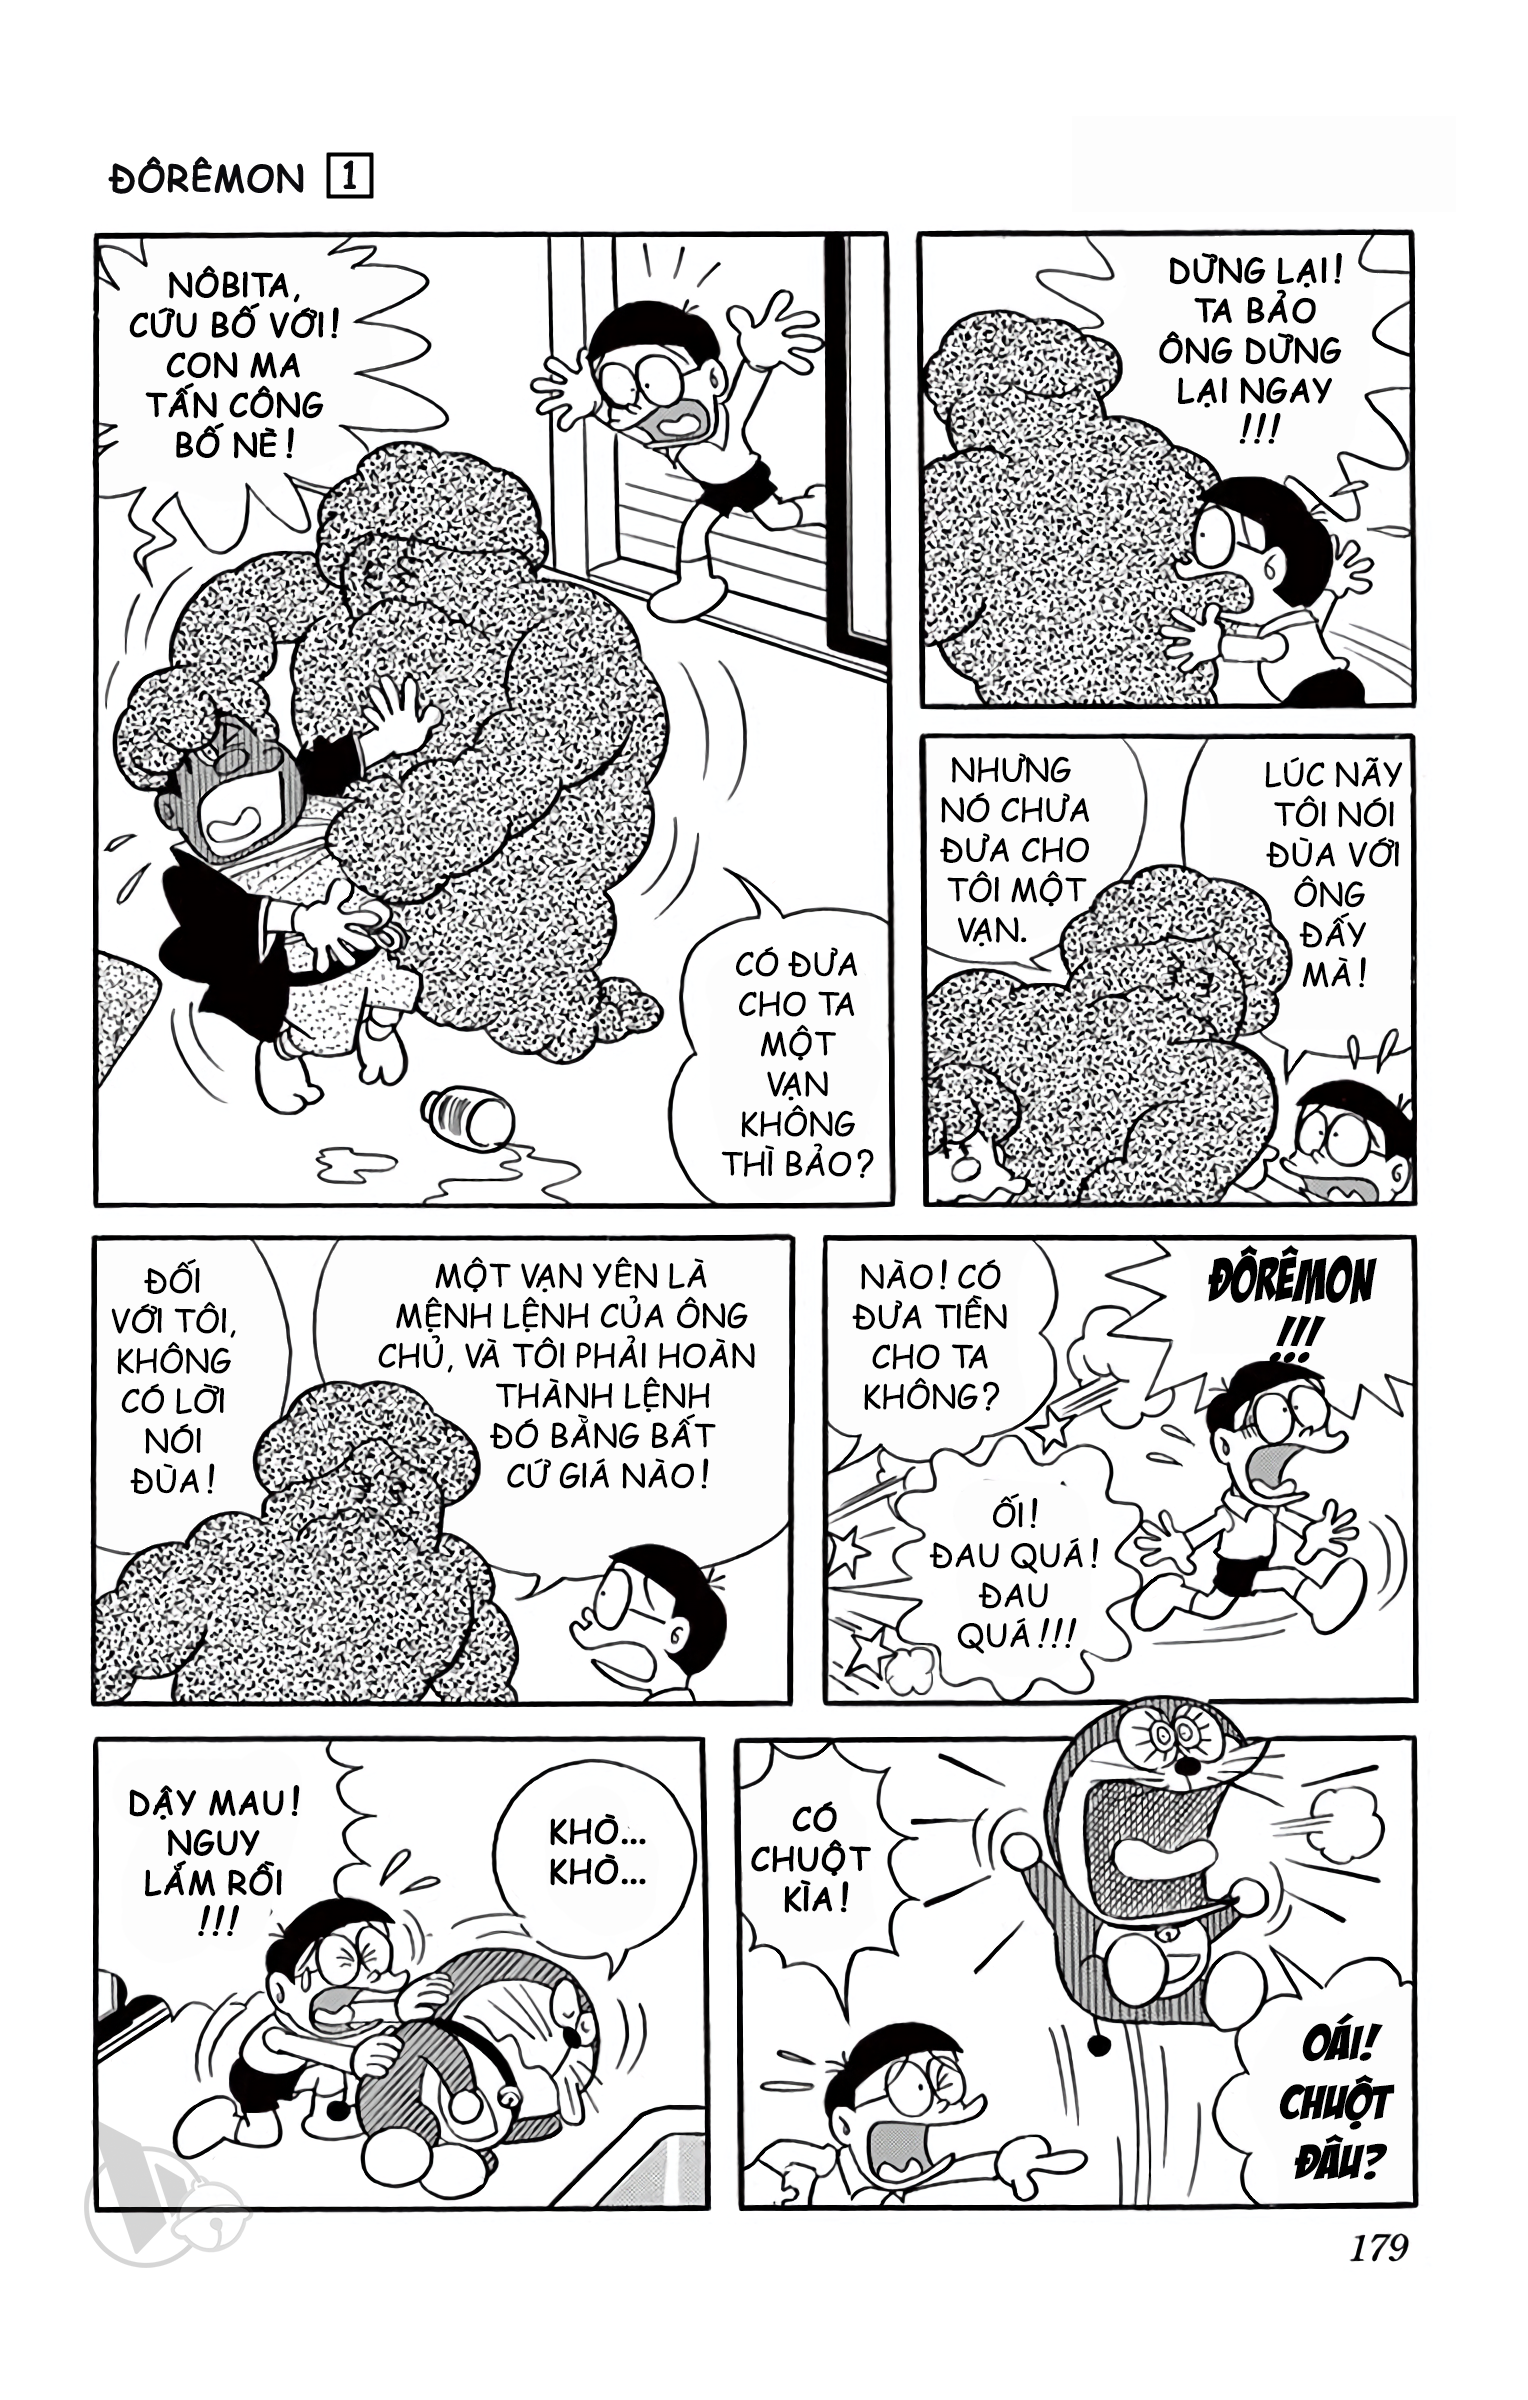 ĐÔRÊMON 1
NÔBITA,
CỨU BỐ VỚI!
CON MA
TẤN CÔNG
BỐ NÈ!
CÓ ĐƯA
CHO TA
MỘT
VẠN
KHÔNG
THÌ BẢO?
DỪNG LẠI!
TA BẢO
ÔNG DỪNG
LẠI NGAY
!!!
NHƯNG
NÓ CHƯA
ĐƯA CHO
TÔI MỘT
VẠN.
LÚC NÃY
TÔI NÓI
ĐÙA VỚI
ÔNG
ĐẤY
MÀ!
ĐỐI
VỚI TÔI,
KHÔNG
CÓ LỜI
NÓI
ĐÙA!
MỘT VẠN YÊN LÀ
MỆNH LỆNH CỦA ÔNG
CHỦ, VÀ TÔI PHẢI HOÀN
THÀNH LỆNH
ĐÓ BẰNG BẤT
CỨ GIÁ NÀO!
NÀO! CÓ
ĐƯA TIỀN
CHO TA
KHÔNG?
ỐI!
ĐAU QUÁ!
ĐAU
QUÁ!!!
ĐÔRÊMON
!!!
DẬY MAU!
NGUY
LẮM RỒI
!!!
KHÒ...
KHÒ...
CÓ
CHUỘT
KÌA!
OÁI!
CHUỘT
ĐÂU?
179